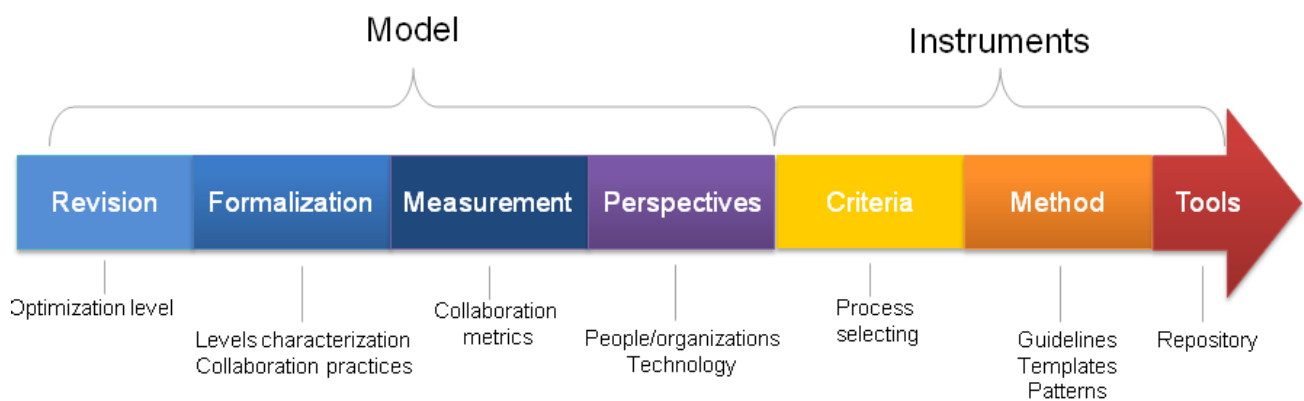 Model
Instruments
Revision
Formalization
Measurement
Perspectives
Criteria
Method
Tools
Optimization level
Levels characterization
Collaboration practices
Collaboration
metrics
People/organizations
Technology
Process
selecting
Guidelines
Templates
Patterns
Repository